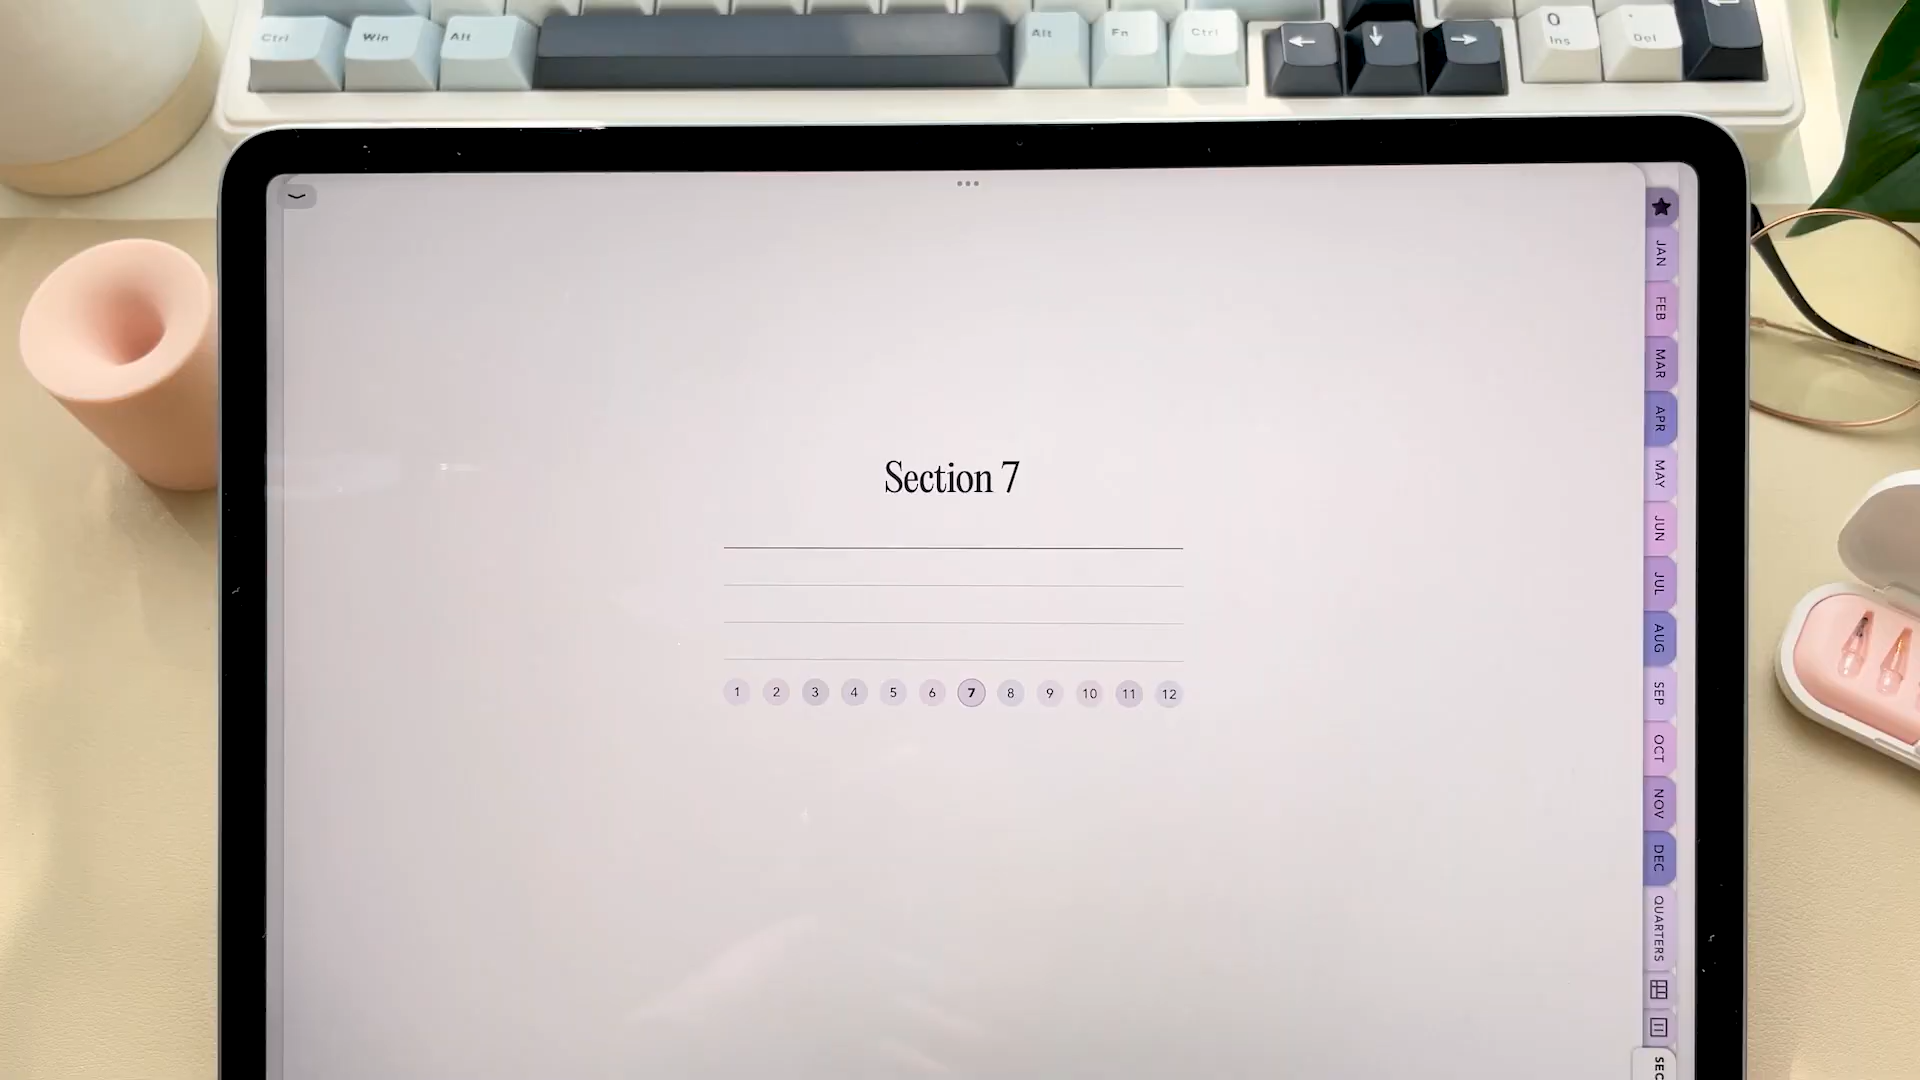 Ctrl Win Alt Alt Fn Ctrl
0
Ins
.
Del
Section 7
1 2 3 4 5 6 7 8 9 10 11 12
JAN
FEB
MAR
APR
MAY
JUN
JUL
AUG
SEP
OCT
NOV
DEC
QUARTERS
SEC